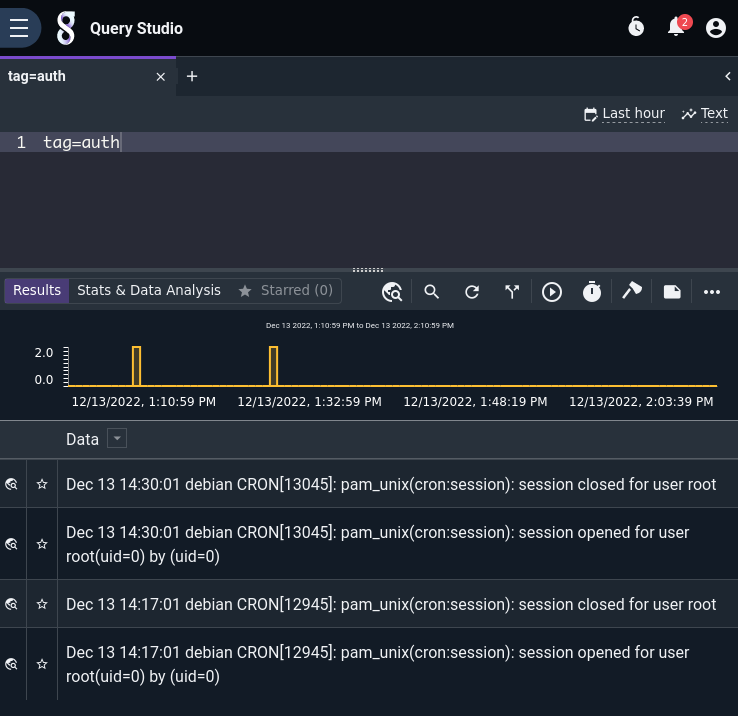 Query Studio
2
tag=auth
Last hour
Text
1 tag=auth
Results
Stats & Data Analysis
Starred (0)
Dec 13 2022, 1:10:59 PM to Dec 13 2022, 2:10:59 PM
2.0
0.0
12/13/2022, 1:10:59 PM
12/13/2022, 1:32:59 PM
12/13/2022, 1:48:19 PM
12/13/2022, 2:03:39 PM
Data
Dec 13 14:30:01 debian CRON[13045]: pam_unix(cron:session): session closed for user root
Dec 13 14:30:01 debian CRON[13045]: pam_unix(cron:session): session opened for user
root(uid=0) by (uid=0)
Dec 13 14:17:01 debian CRON[12945]: pam_unix(cron:session): session closed for user root
Dec 13 14:17:01 debian CRON[12945]: pam_unix(cron:session): session opened for user
root(uid=0) by (uid=0)